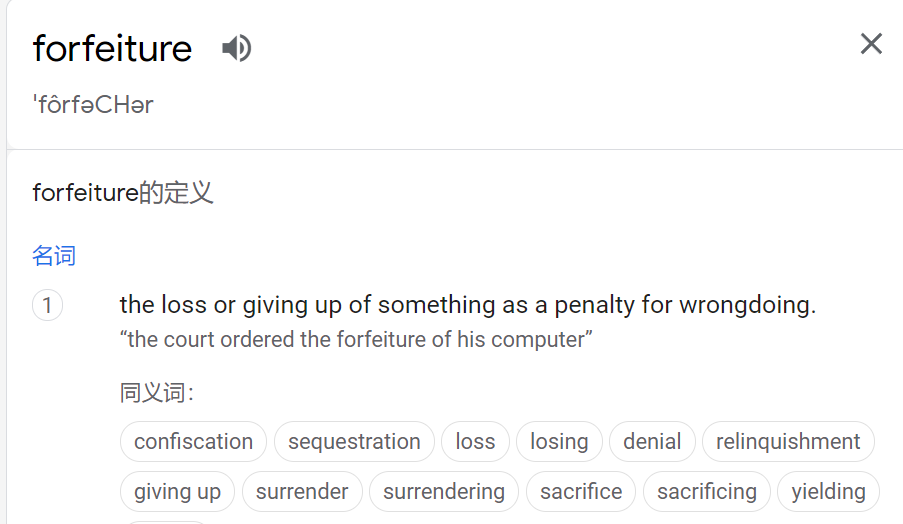 forfeiture
ˈfôrfəCHər
forfeiture的定义
名词
1 the loss or giving up of something as a penalty for wrongdoing.
“the court ordered the forfeiture of his computer”
同义词：
confiscation sequestration loss losing denial relinquishment
giving up surrender surrendering sacrifice sacrificing yielding